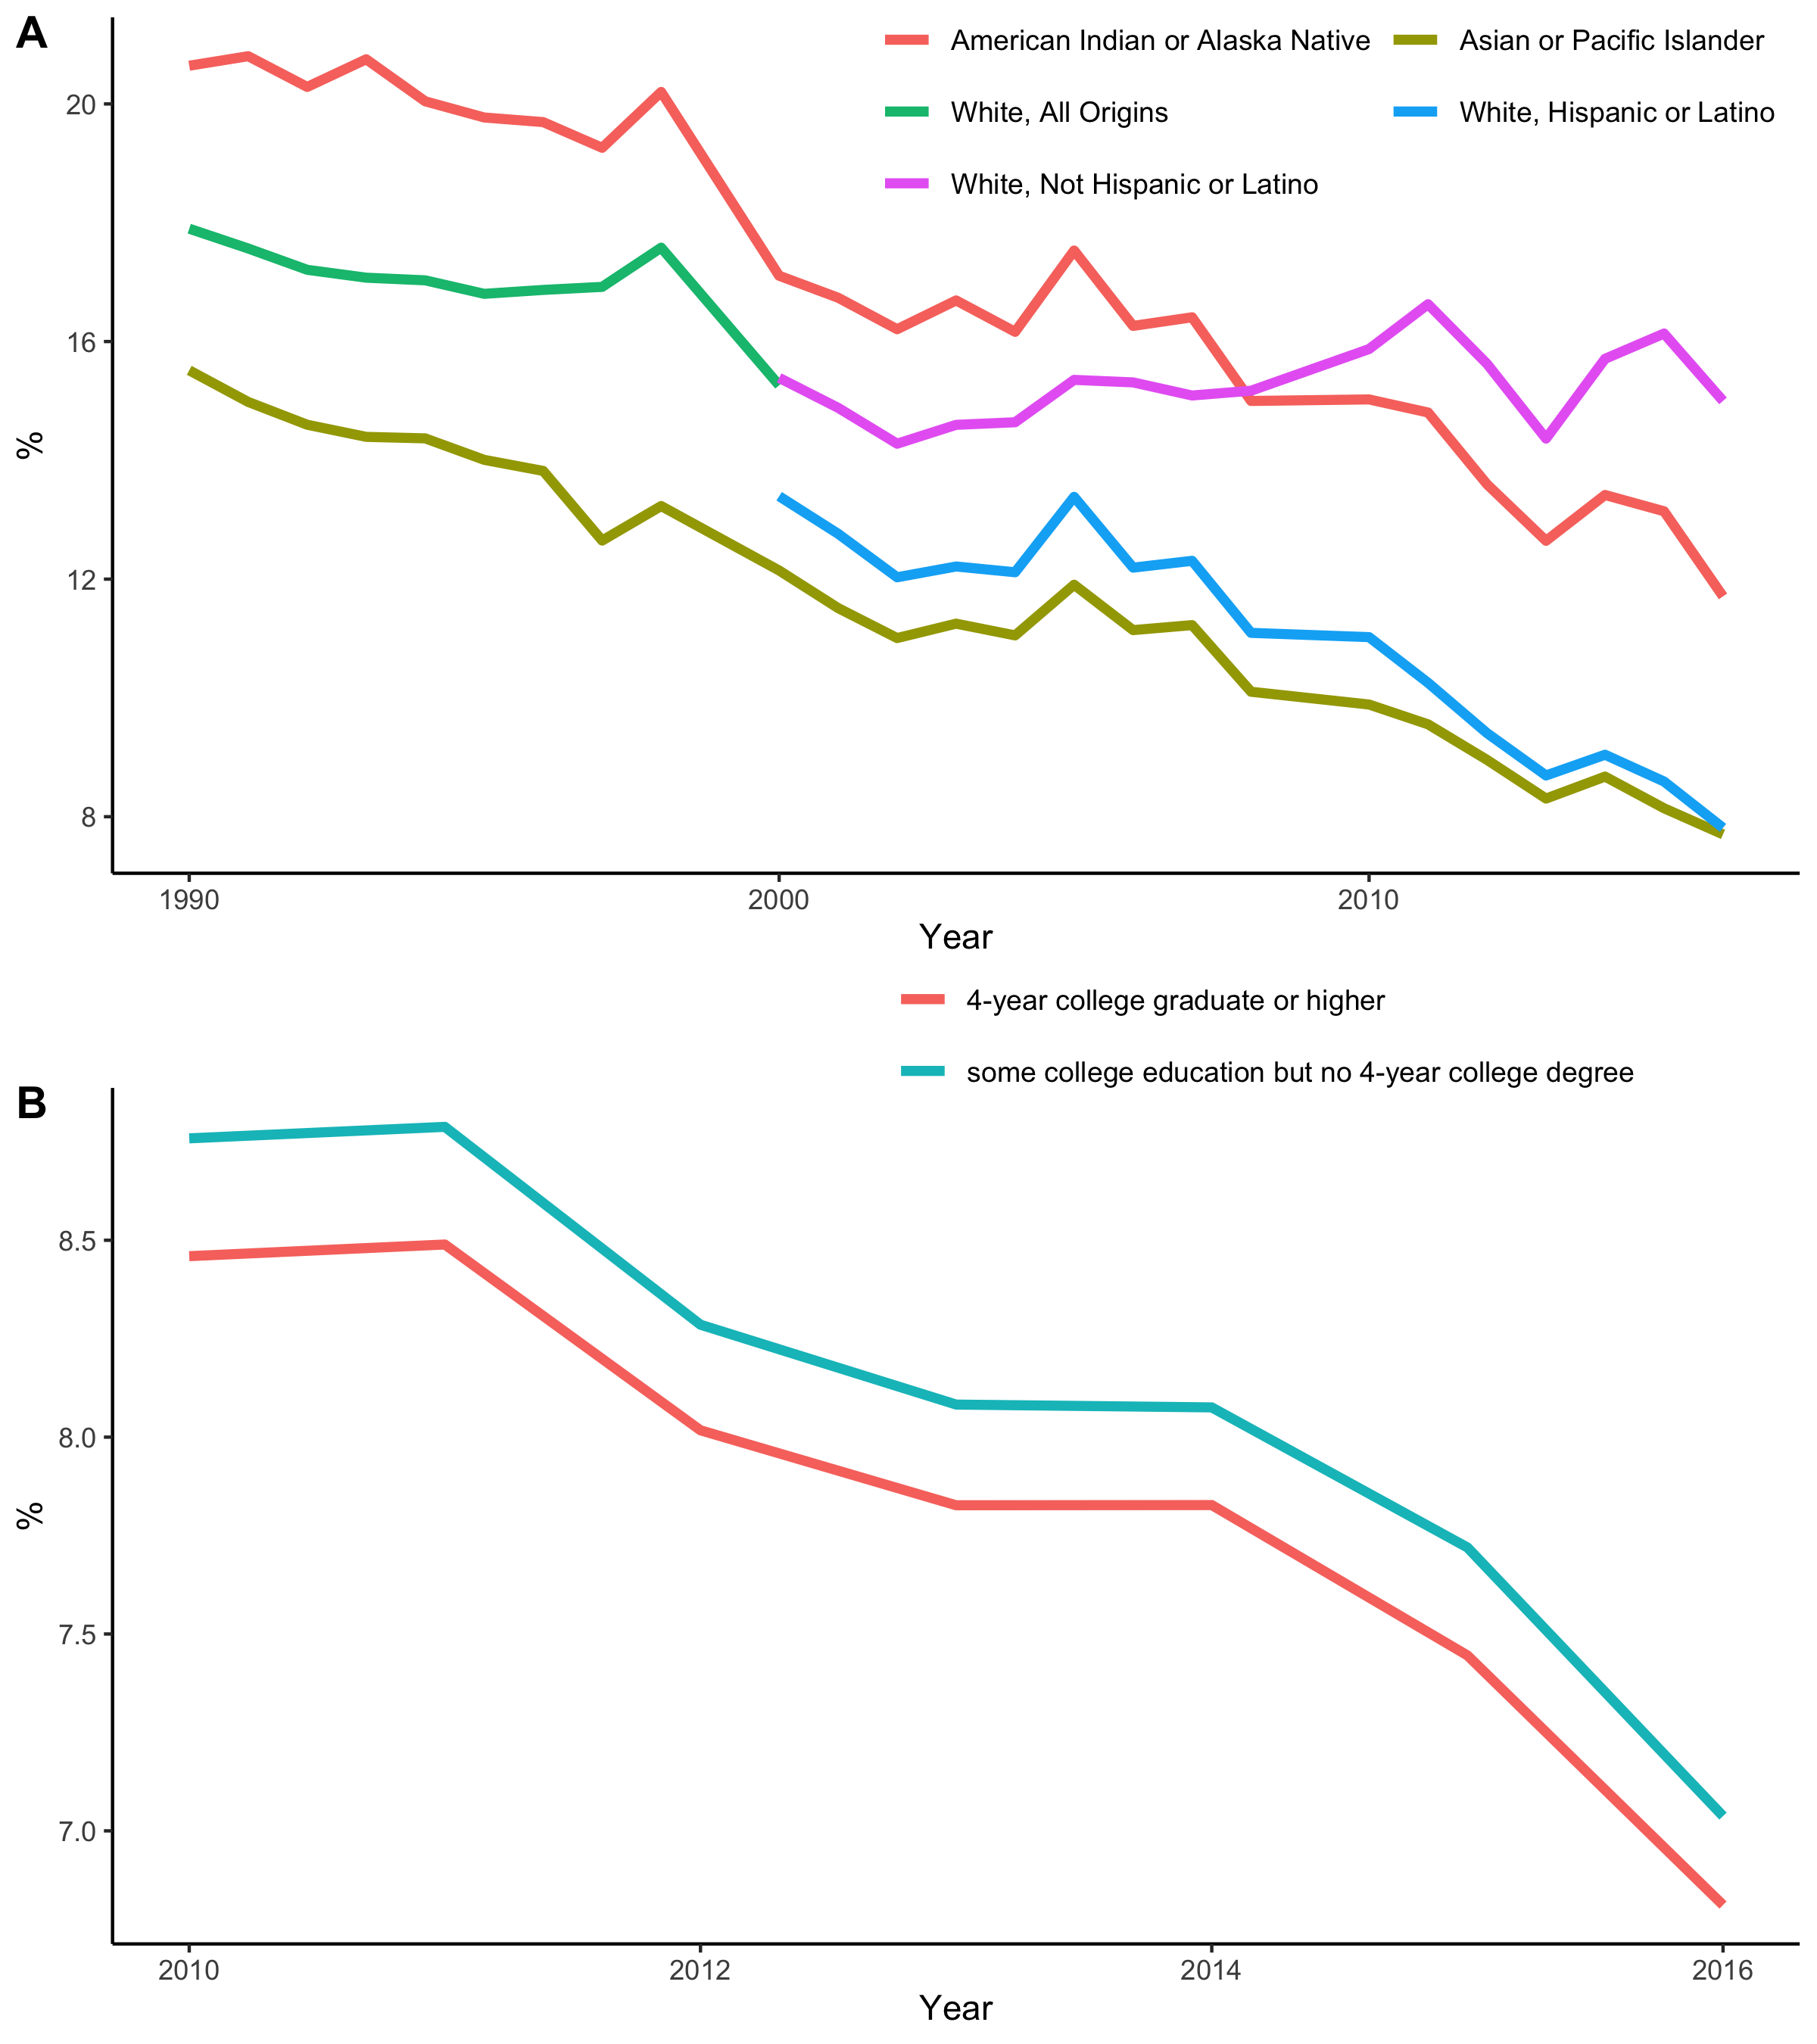 A
American Indian or Alaska Native
Asian or Pacific Islander
White, All Origins
White, Hispanic or Latino
White, Not Hispanic or Latino
20
16
12
8
%
1990
2000
2010
Year
4-year college graduate or higher
some college education but no 4-year college degree
B
8.5
8.0
7.5
7.0
%
2010
2012
2014
2016
Year